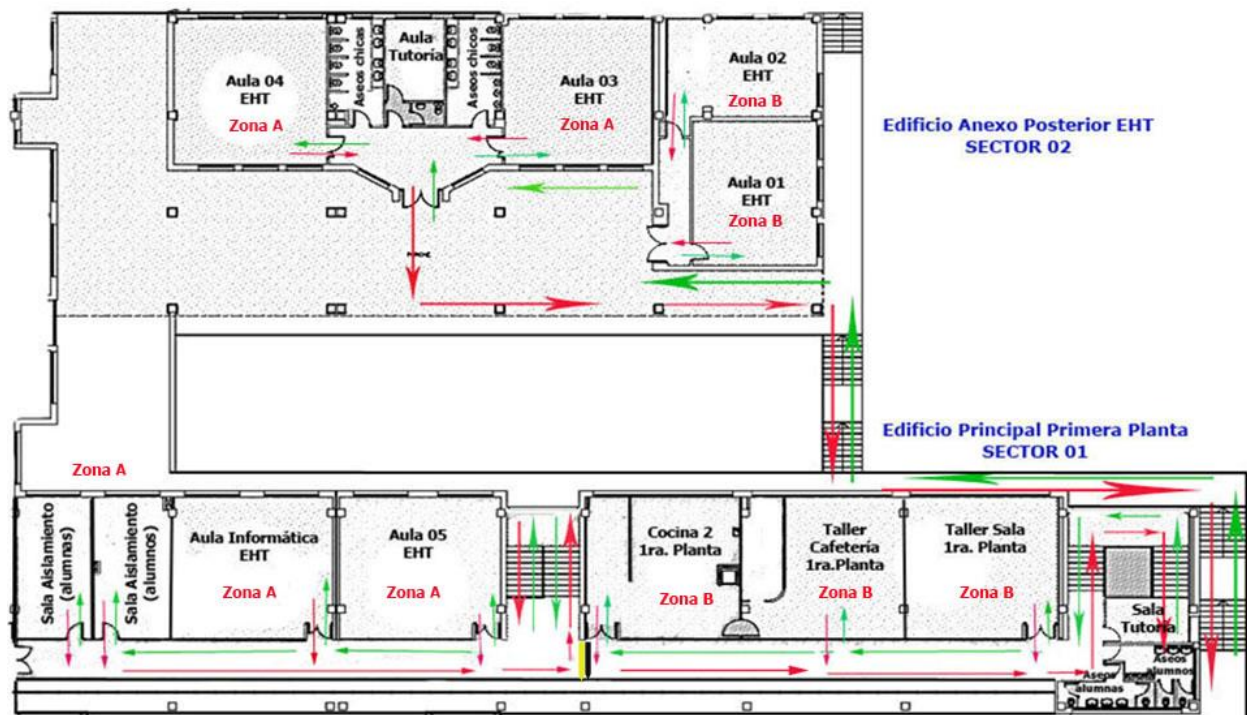 Aula 04
EHT
Zona A
Aseos chicas
Aula
Tutoria
Aseos chicos
Aula 03
EHT
Zona A
Aula 02
EHT
Zona B
Aula 01
EHT
Zona B
Edificio Anexo Posterior EHT
SECTOR 02
Edificio Principal Primera Planta
SECTOR 01
Zona A
Sala Aislamiento
(alumnas)
Sala Aislamiento
(alumnos)
Aula Informática
EHT
Zona A
Aula 05
EHT
Zona A
Cocina 2
1ra. Planta
Zona B
Taller
Cafetería
1ra.Planta
Zona B
Taller Sala
1ra. Planta
Zona B
Sala
Tutoria
Aseos
alumnos
Aseos
alumnas